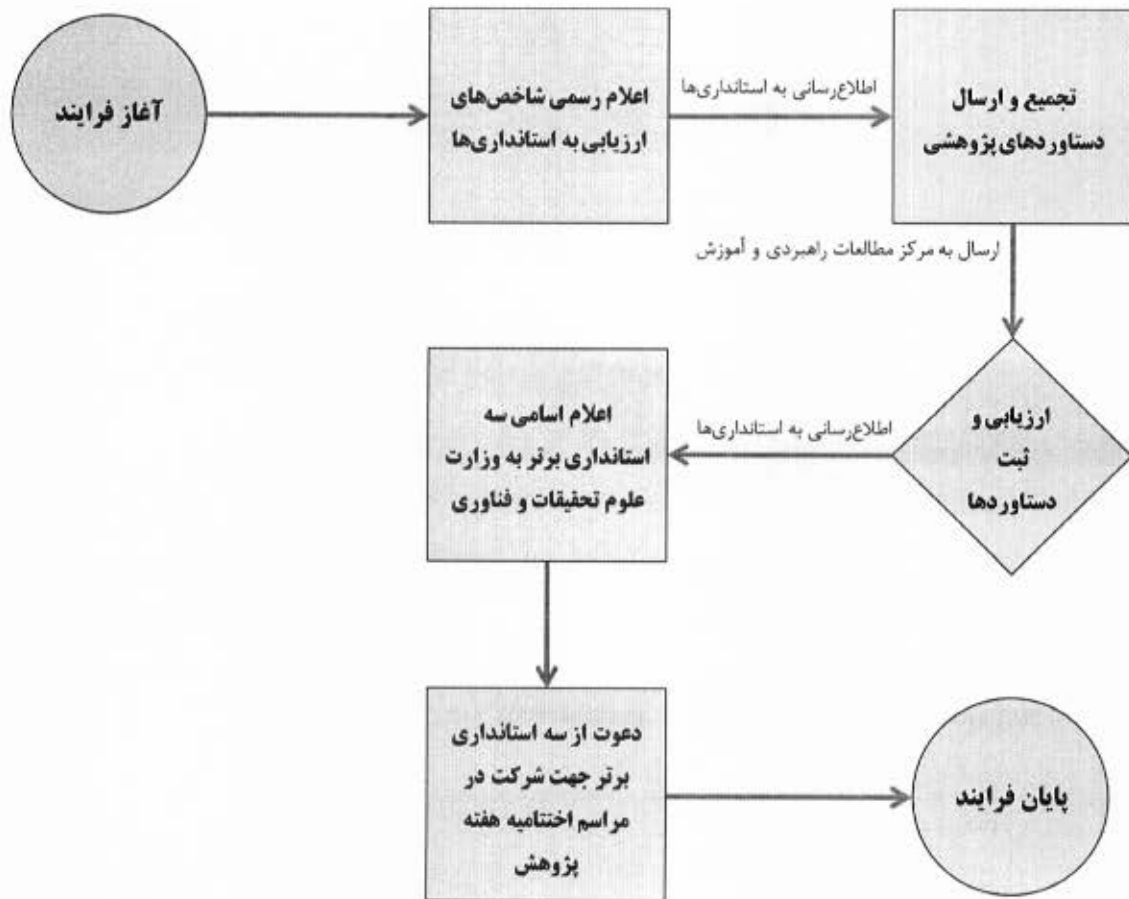 آغاز فرایند
اعلام رسمی شاخص‌های
ارزیابی به استانداری‌ها
اطلاع‌رسانی به استانداری‌ها
تجمیع و ارسال
دستاوردهای پژوهشی
ارسال به مرکز مطالعات راهبردی و آموزش
ارزیابی و
ثبت
دستاوردها
اطلاع‌رسانی به استانداری‌ها
اعلام اسامی سه
استانداری برتر به وزارت
علوم تحقیقات و فناوری
دعوت از سه استانداری
برتر جهت شرکت در
مراسم اختتامیه هفته
پژوهش
پایان فرایند